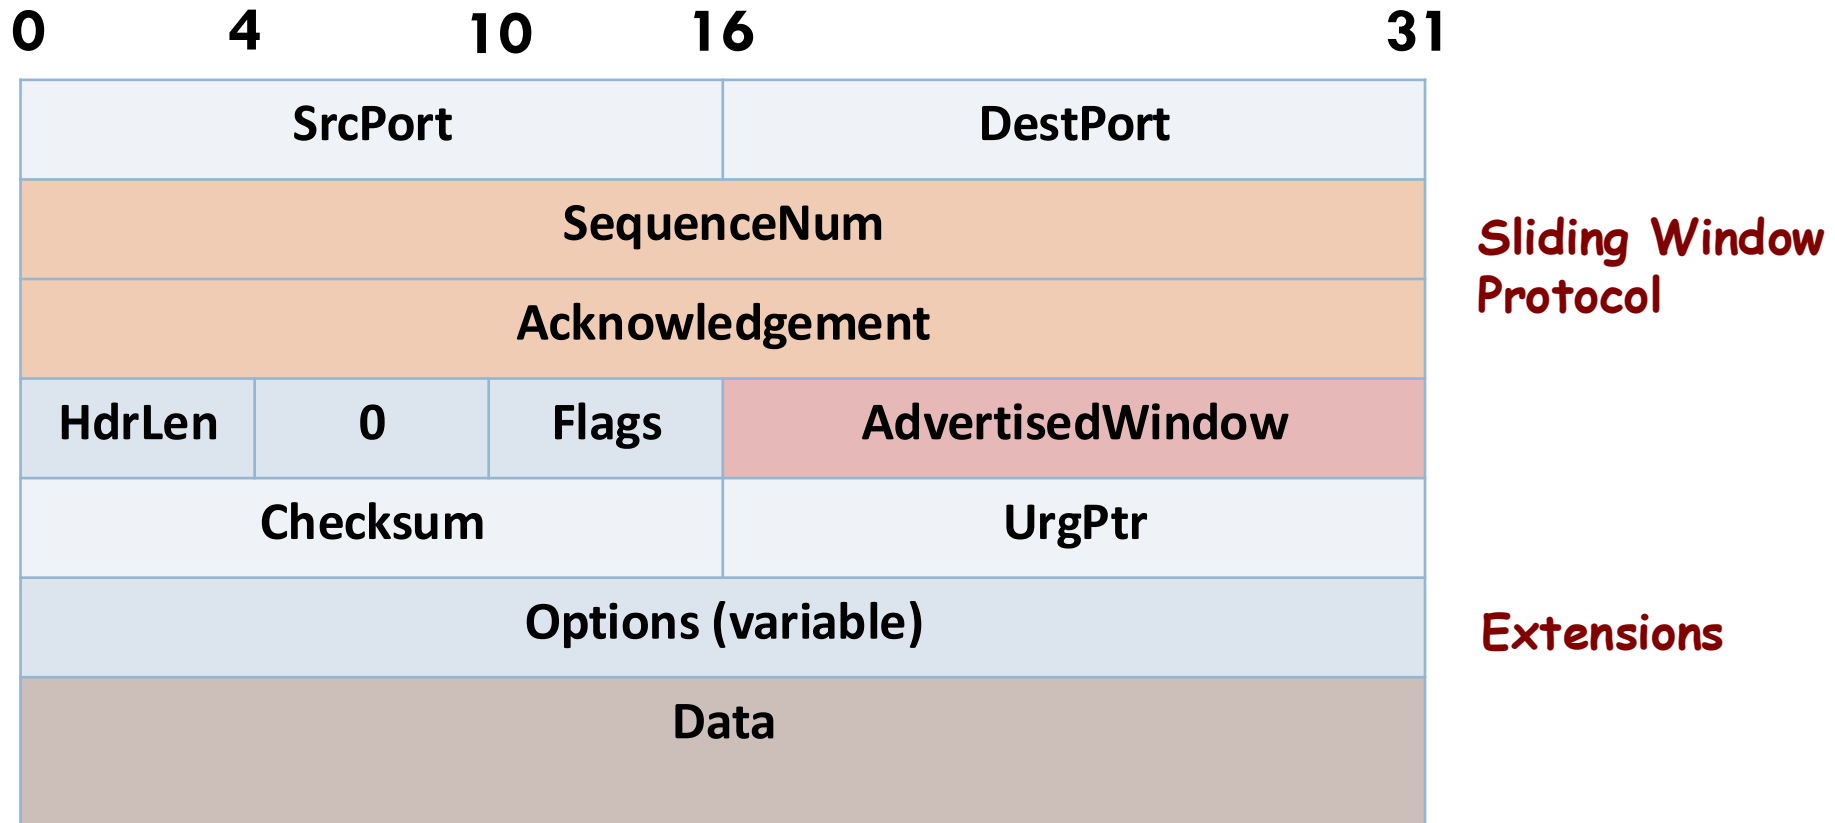 0 4 10 16 31
SrcPort DestPort
SequenceNum
Sliding Window
Protocol
Acknowledgement
HdrLen 0 Flags AdvertisedWindow
Checksum UrgPtr
Options (variable)
Extensions
Data